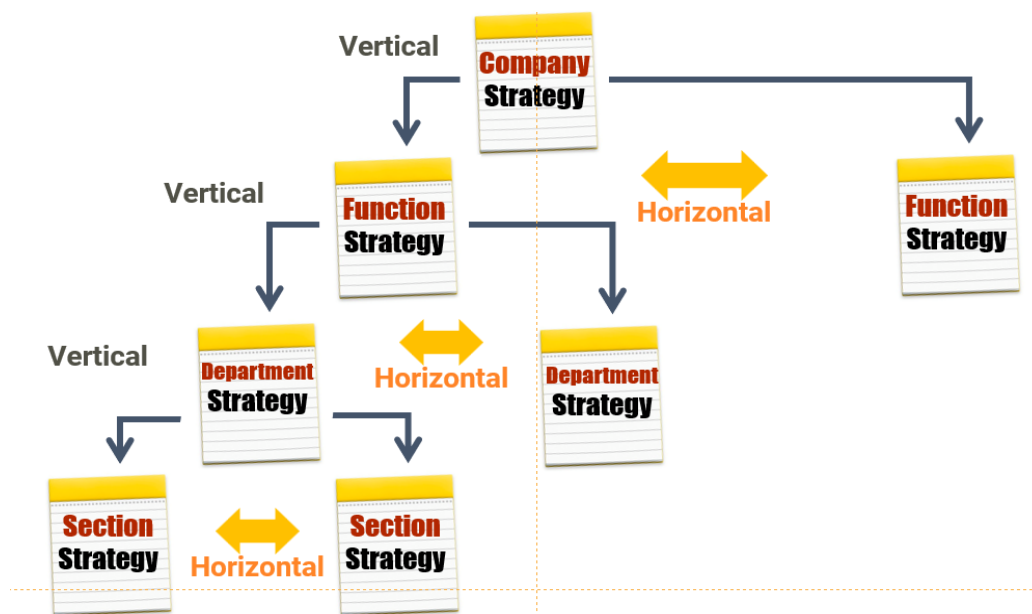 Vertical
Company
Strategy
Vertical
Function
Strategy
Horizontal
Function
Strategy
Vertical
Department
Strategy
Horizontal
Department
Strategy
Section
Strategy
Horizontal
Section
Strategy